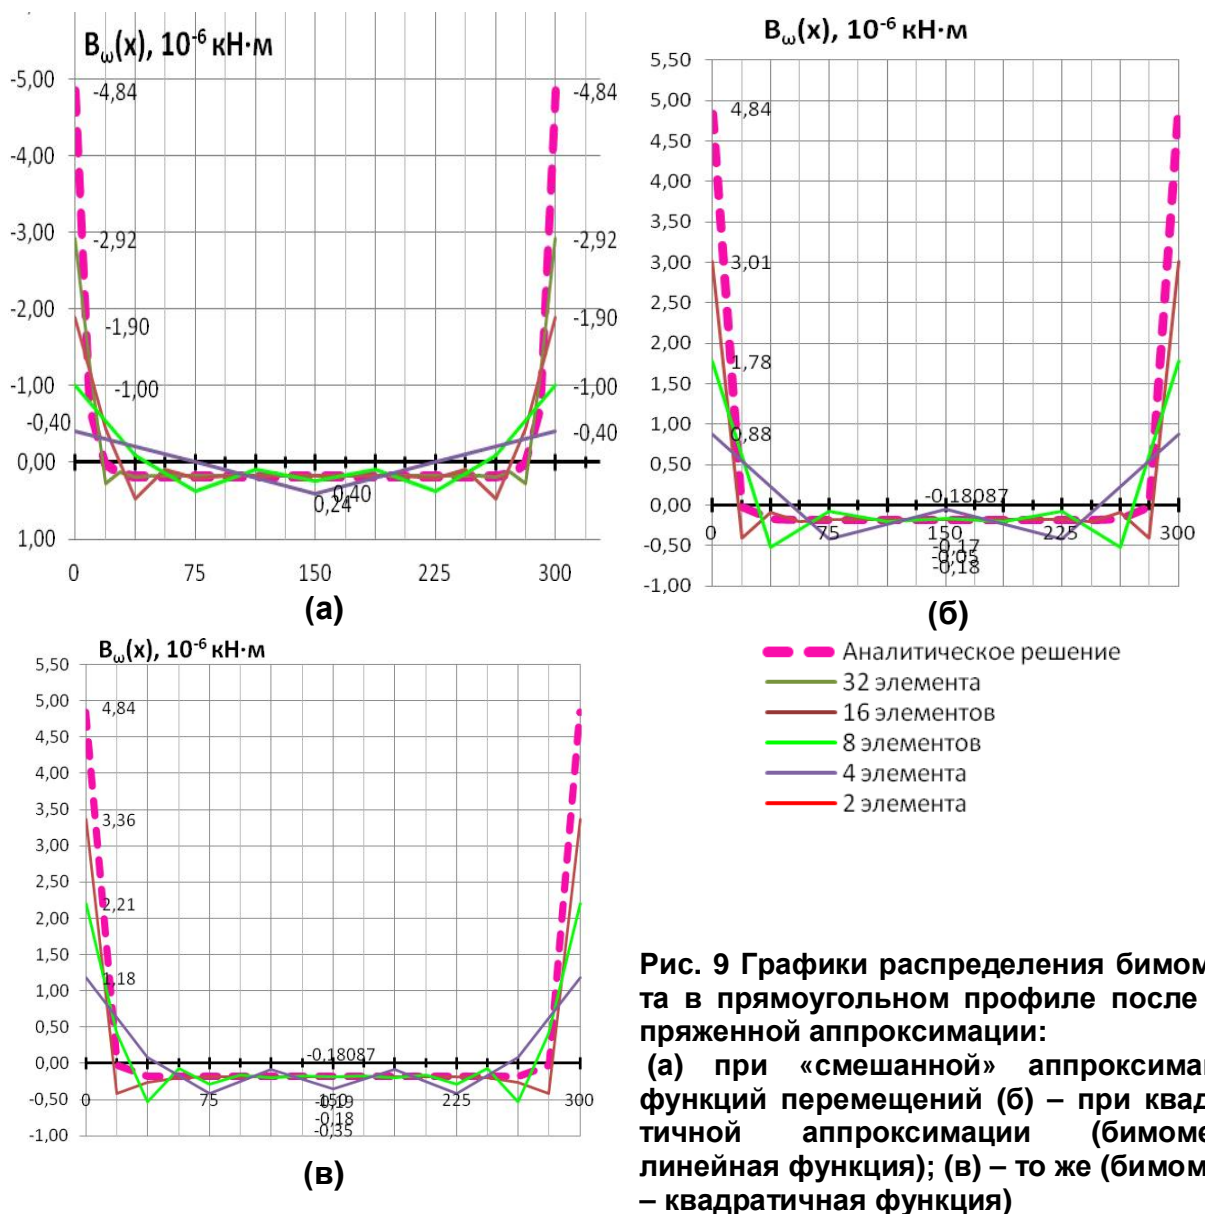 B_ω(x), 10⁻⁶ кН·м
-5,00
-4,00
-3,00
-2,00
-1,00
0,00
1,00
-4,84
-4,84
-2,92
-2,92
-1,90
-1,90
-1,00
-1,00
-0,40
-0,40
0,40
0,24
0 75 150 225 300
(а)
B_ω(x), 10⁻⁶ кН·м
5,50
5,00
4,50
4,00
3,50
3,00
2,50
2,00
1,50
1,00
0,50
0,00
-0,50
-1,00
4,84
3,01
1,78
0,88
-0,18087
0 75 150 225 300
-0,17
-0,05
-0,18
(б)
Аналитическое решение
32 элемента
16 элементов
8 элементов
4 элемента
2 элемента
B_ω(x), 10⁻⁶ кН·м
5,50
5,00
4,50
4,00
3,50
3,00
2,50
2,00
1,50
1,00
0,50
0,00
-0,50
-1,00
4,84
3,36
2,21
1,18
-0,18087
0 75 150 225 300
-0,19
-0,18
-0,35
(в)
Рис. 9 Графики распределения бимом
та в прямоугольном профиле после
пряженной аппроксимации:
(а) при «смешанной» аппроксима
функций перемещений (б) – при квад
тичной аппроксимации (бимоме
линейная функция); (в) – то же (бимом
– квадратичная функция)